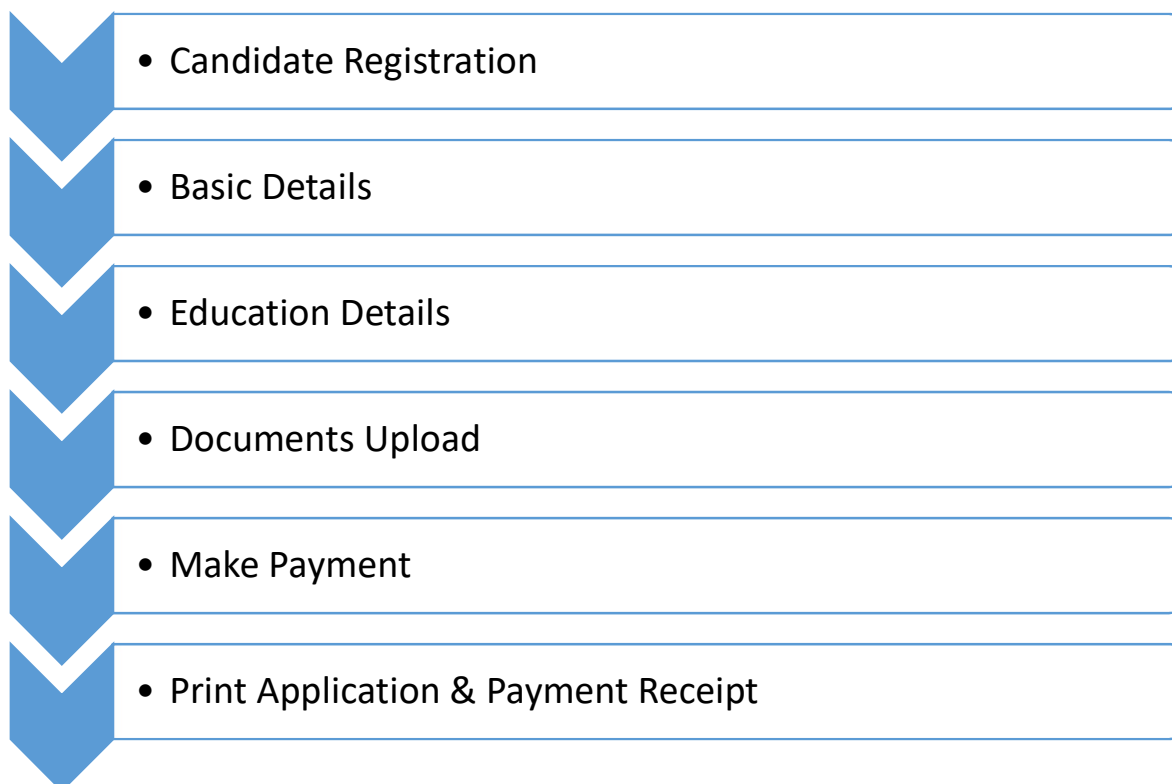 • Candidate Registration
• Basic Details
• Education Details
• Documents Upload
• Make Payment
• Print Application & Payment Receipt